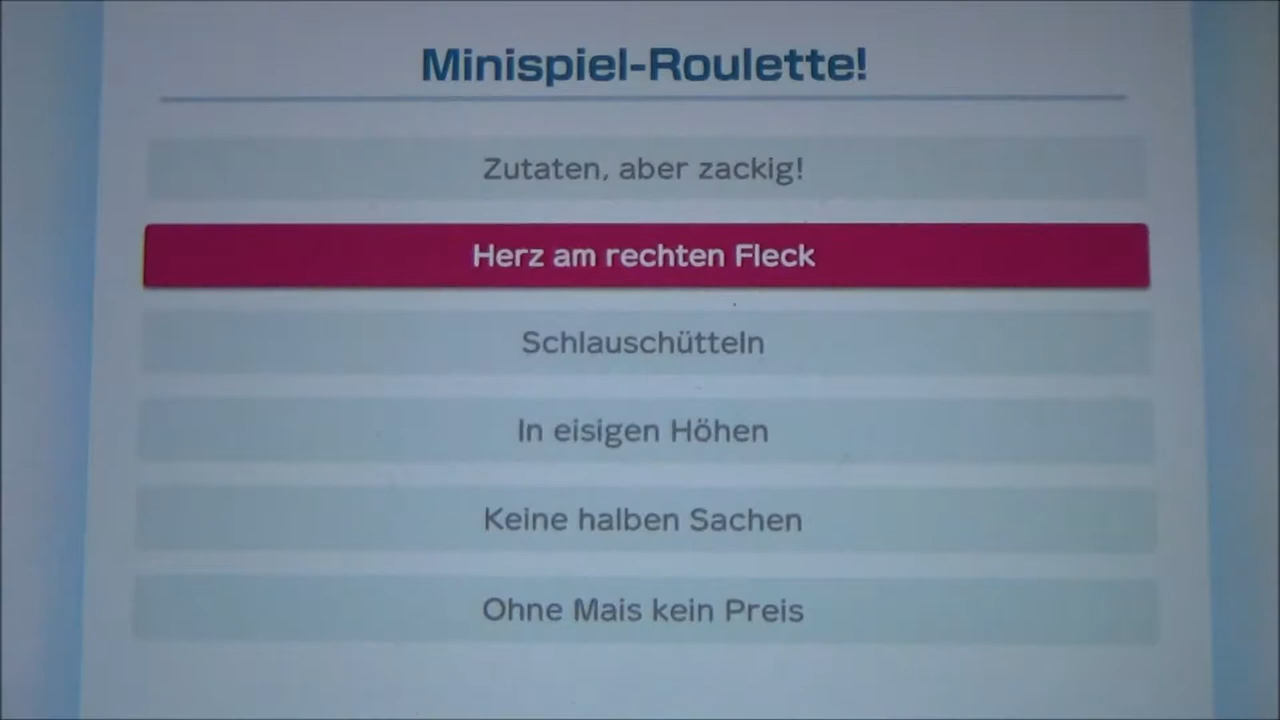 Minispiel-Roulette!
Zutaten, aber zackig!
Herz am rechten Fleck
Schlauschütteln
In eisigen Höhen
Keine halben Sachen
Ohne Mais kein Preis